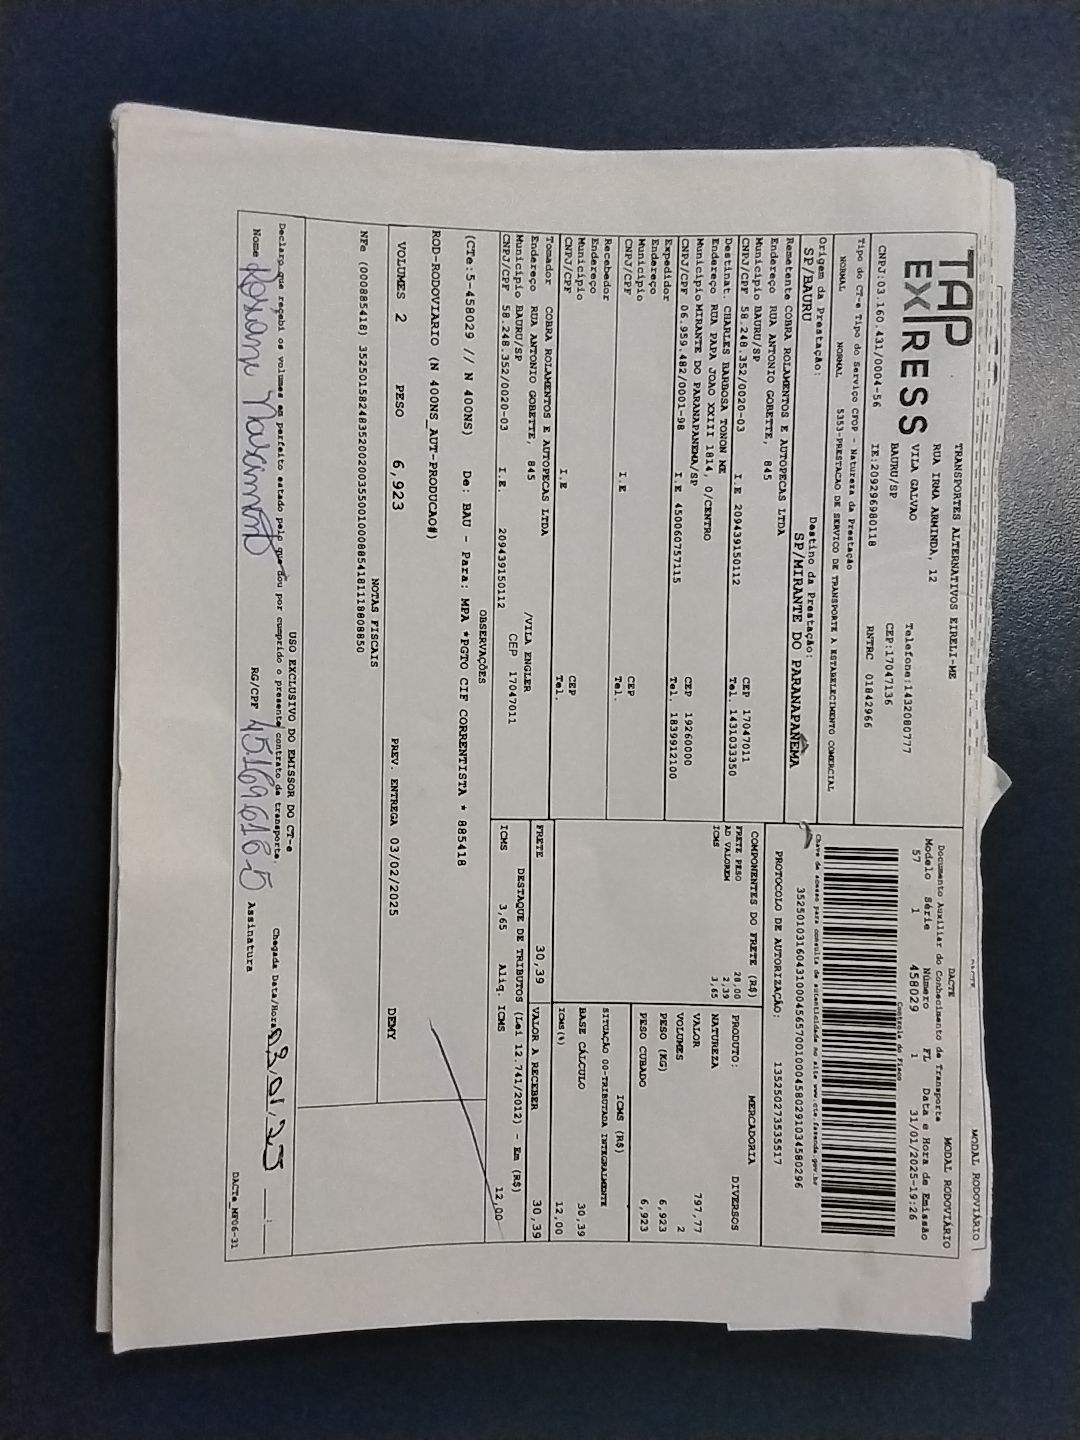 TAP
EXPRESS
TRANSPORTES ALTERNATIVOS EIRELI-ME
RUA IRMA ARMINDA, 12
VILA GALVAO
BAURU/SP
Telefone:1432080777
CEP:17047136
CNPJ:03.160.431/0004-56 IE:209296980118 RNTRC 01842966
Tipo do CT-e Tipo do Serviço CFOP - Natureza da Prestação
NORMAL NORMAL 5353-PRESTACAO DE SERVICO DE TRANSPORTE A ESTABELECIMENTO COMERCIAL
Origem da Prestação: Destino da Prestação:
SP/BAURU SP/MIRANTE DO PARANAPANEMA
MODAL RODOVIÁRIO
DACTE
Documento Auxiliar do Conhecimento de Transporte MODAL RODOVIÁRIO
Modelo Série Número FL Data e Hora de Emissão
57 1 458029 1 31/01/2025-19:26
Controle do Fisco
Chave de acesso para consulta de autenticidade no site www.cte.fazenda.gov.br
35250103160431000456570010004580291034580296
PROTOCOLO DE AUTORIZAÇÃO: 135250273535517
Remetente COBRA ROLAMENTOS E AUTOPECAS LTDA
Endereço RUA ANTONIO GOBETTE, 845
Município BAURU/SP CEP 17047011
CNPJ/CPF 58.248.352/0020-03 I.E 209439150112 Tel. 1431033350
Destinat. CHARLES BARBOSA TONON ME
Endereço RUA PAPA JOAO XXIII 1814, 0/CENTRO
Município MIRANTE DO PARANAPANEMA/SP CEP 19260000
CNPJ/CPF 06.959.482/0001-98 I.E 450060757115 Tel. 1839912100
Expedidor
Endereço
Município CEP
CNPJ/CPF I.E Tel.
Recebedor
Endereço
Município CEP
CNPJ/CPF I.E Tel.
Tomador COBRA ROLAMENTOS E AUTOPECAS LTDA
Endereço RUA ANTONIO GOBETTE, 845 /VILA ENGLER
Município BAURU/SP CEP 17047011
CNPJ/CPF 58.248.352/0020-03 I.E. 209439150112
COMPONENTES DO FRETE (R$)
FRETE PESO 28,00
AD VALOREM 2,39
ICMS 3,65
PRODUTO: MERCADORIA
NATUREZA DIVERSOS
VALOR 797,77
VOLUMES 2
PESO (KG) 6,923
PESO CUBADO 6,923
ICMS (R$)
SITUAÇÃO 00-TRIBUTADA INTEGRALMENTE
BASE CÁLCULO 30,39
ICMS(%) 12,00
FRETE 30,39 VALOR A RECEBER 30,39
DESTAQUE DE TRIBUTOS (Lei 12.741/2012) - Em (R$)
ICMS 3,65 Aliq. ICMS 12,00
OBSERVAÇÕES
(CTe:5-458029 // N 400NS) De: BAU - Para: MPA *PGTO CIF CORRENTISTA * 885418
ROD-RODOVIARIO (N 400NS_AUT-PRODUCAO#)
VOLUMES 2 PESO 6,923 PREV. ENTREGA 03/02/2025 DEMY
NOTAS FISCAIS
NFe (000885418) 35250158248352002003550010008854181118808850
USO EXCLUSIVO DO EMISSOR DO CT-e
Declaro que recebi os volumes em perfeito estado pelo que dou por cumprido o presente contrato de transporte
Chegada Data/Hora 03/01/25
Nome RG/CPF 451696165 Assinatura
DACTe_MF06-31